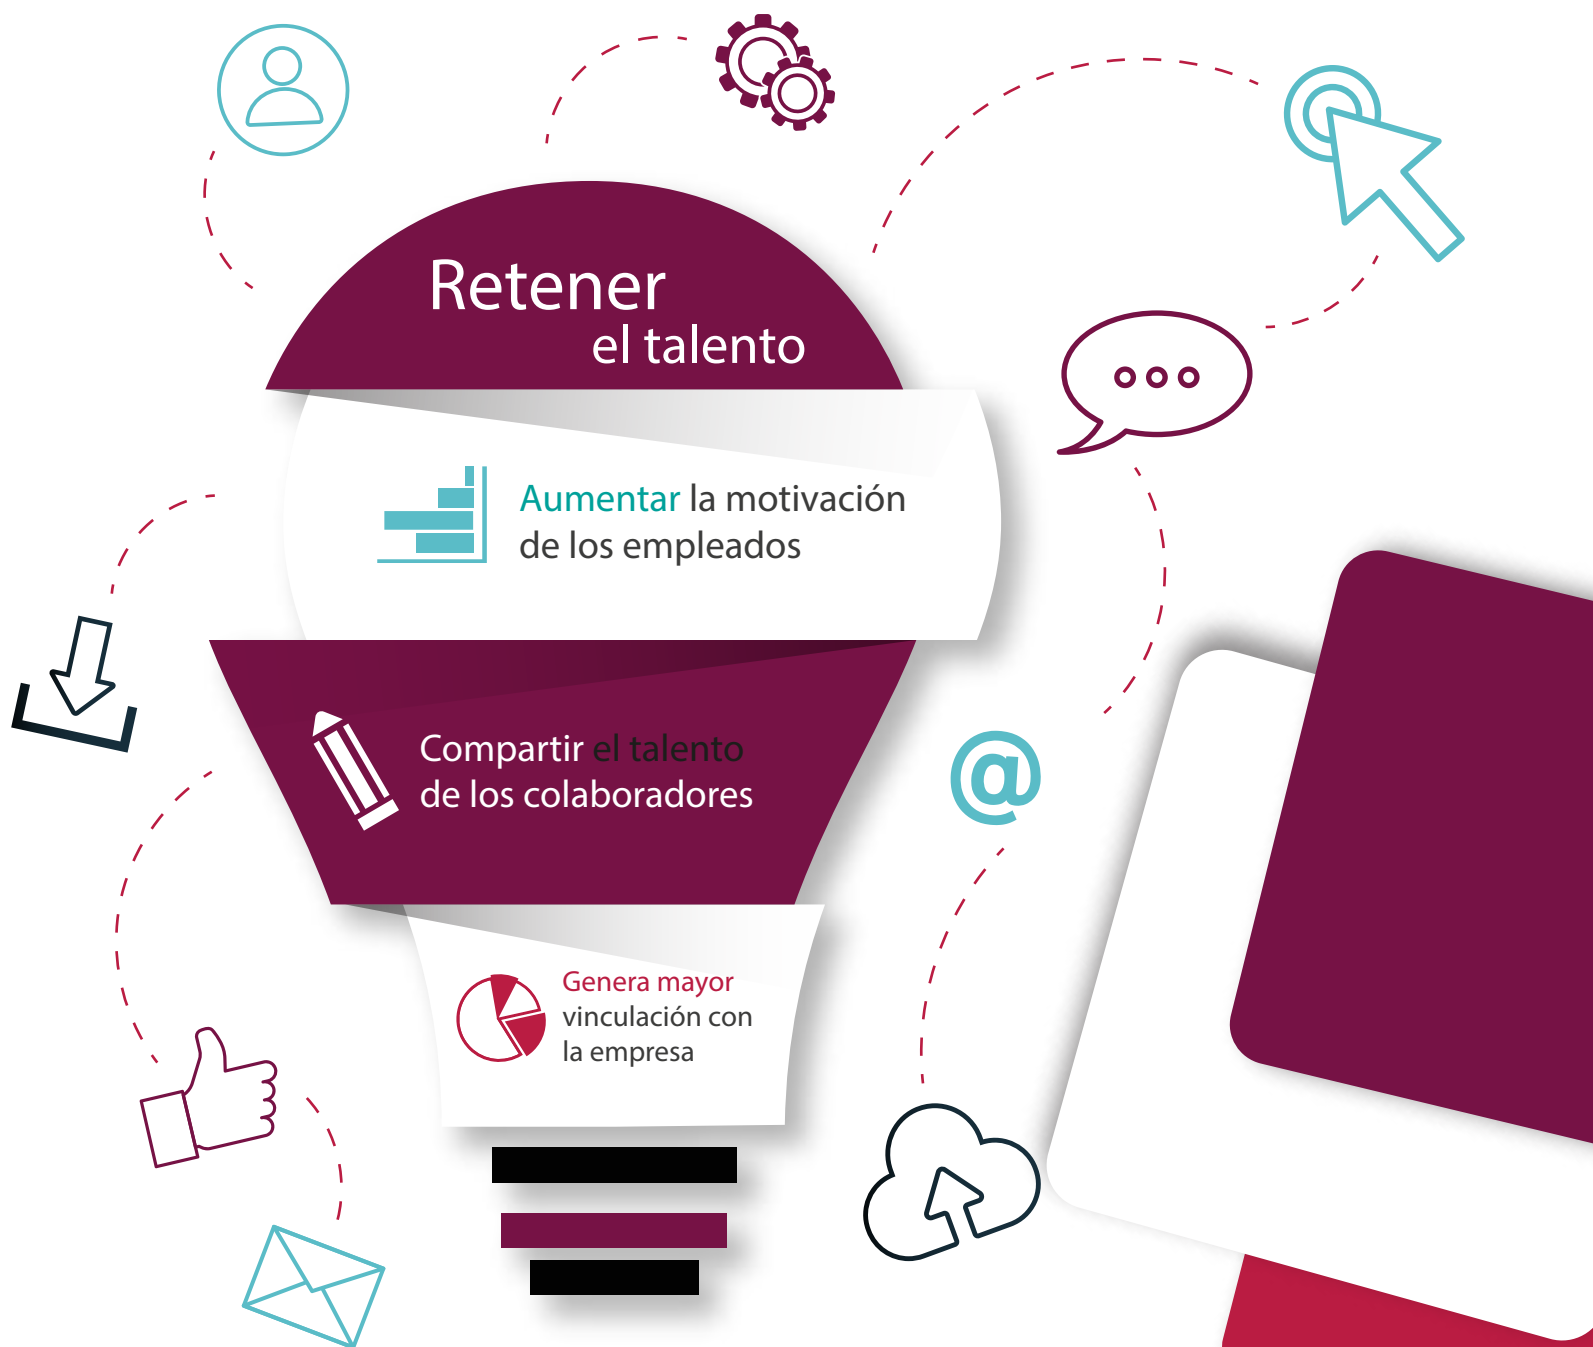 Retener
el talento
Aumentar la motivación
de los empleados
Compartir el talento
de los colaboradores
Genera mayor
vinculación con
la empresa
@